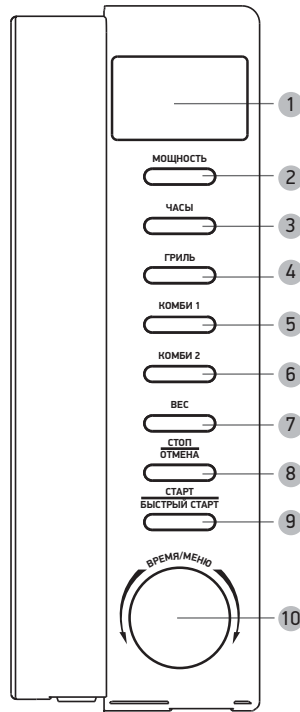 1
МОЩНОСТЬ
2
ЧАСЫ
3
ГРИЛЬ
4
КОМБИ 1
5
КОМБИ 2
6
ВЕС
7
СТОП
ОТМЕНА
8
СТАРТ
БЫСТРЫЙ СТАРТ
9
ВРЕМЯ/МЕНЮ
10